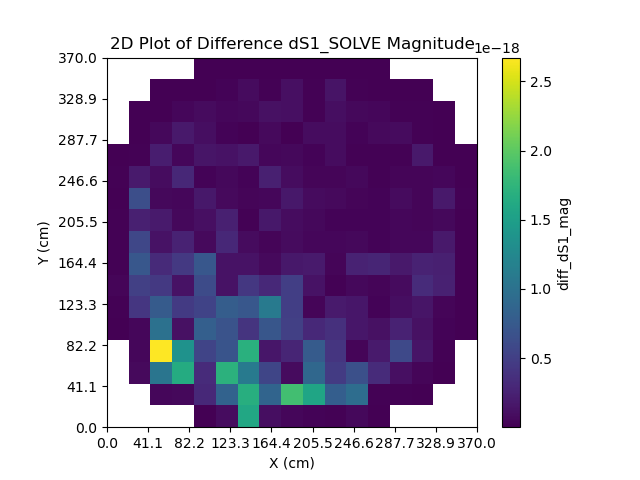 2D Plot of Difference dS1_SOLVE Magnitude
1e−18
370.0
328.9
287.7
246.6
205.5
164.4
123.3
82.2
41.1
0.0
Y (cm)
0.0 41.1 82.2 123.3 164.4 205.5 246.6 287.7 328.9 370.0
X (cm)
2.5
2.0
1.5
1.0
0.5
diff_dS1_mag